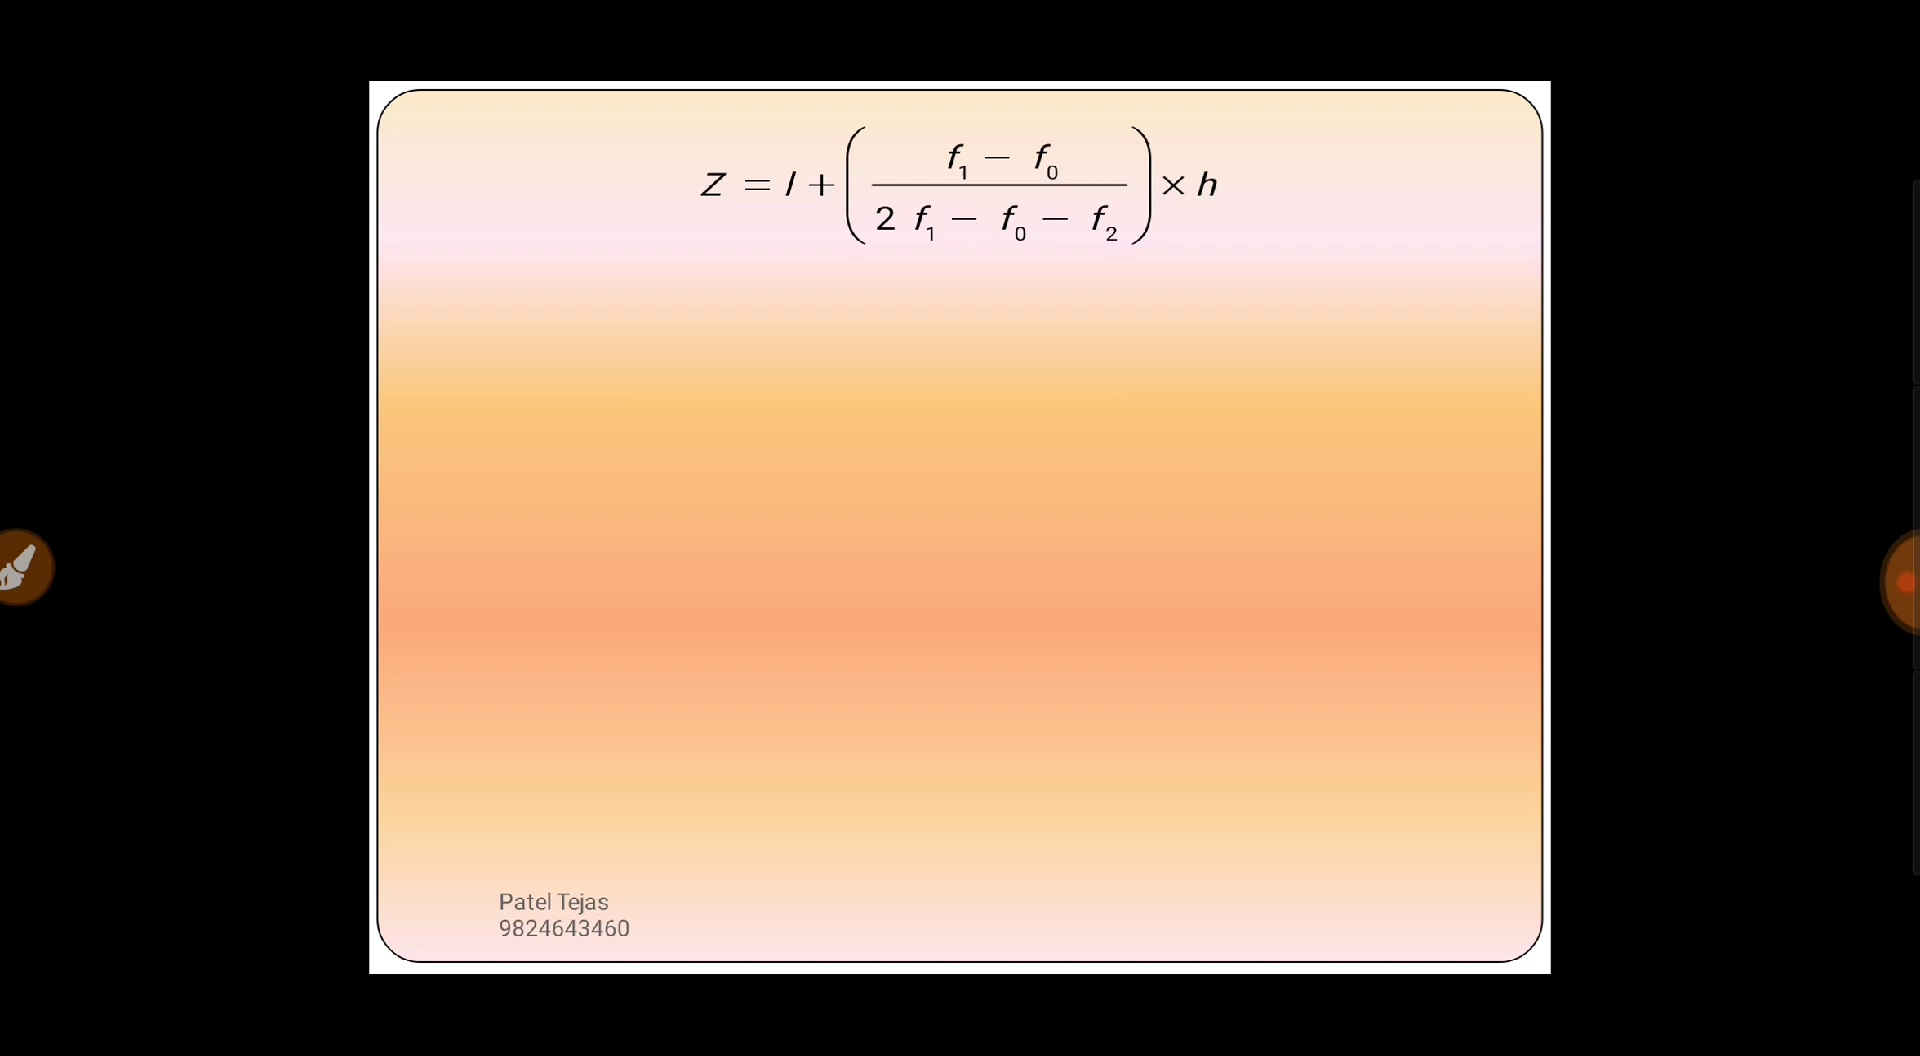 Z = l + ( (f₁ − f₀) / (2 f₁ − f₀ − f₂) ) × h
Patel Tejas
9824643460